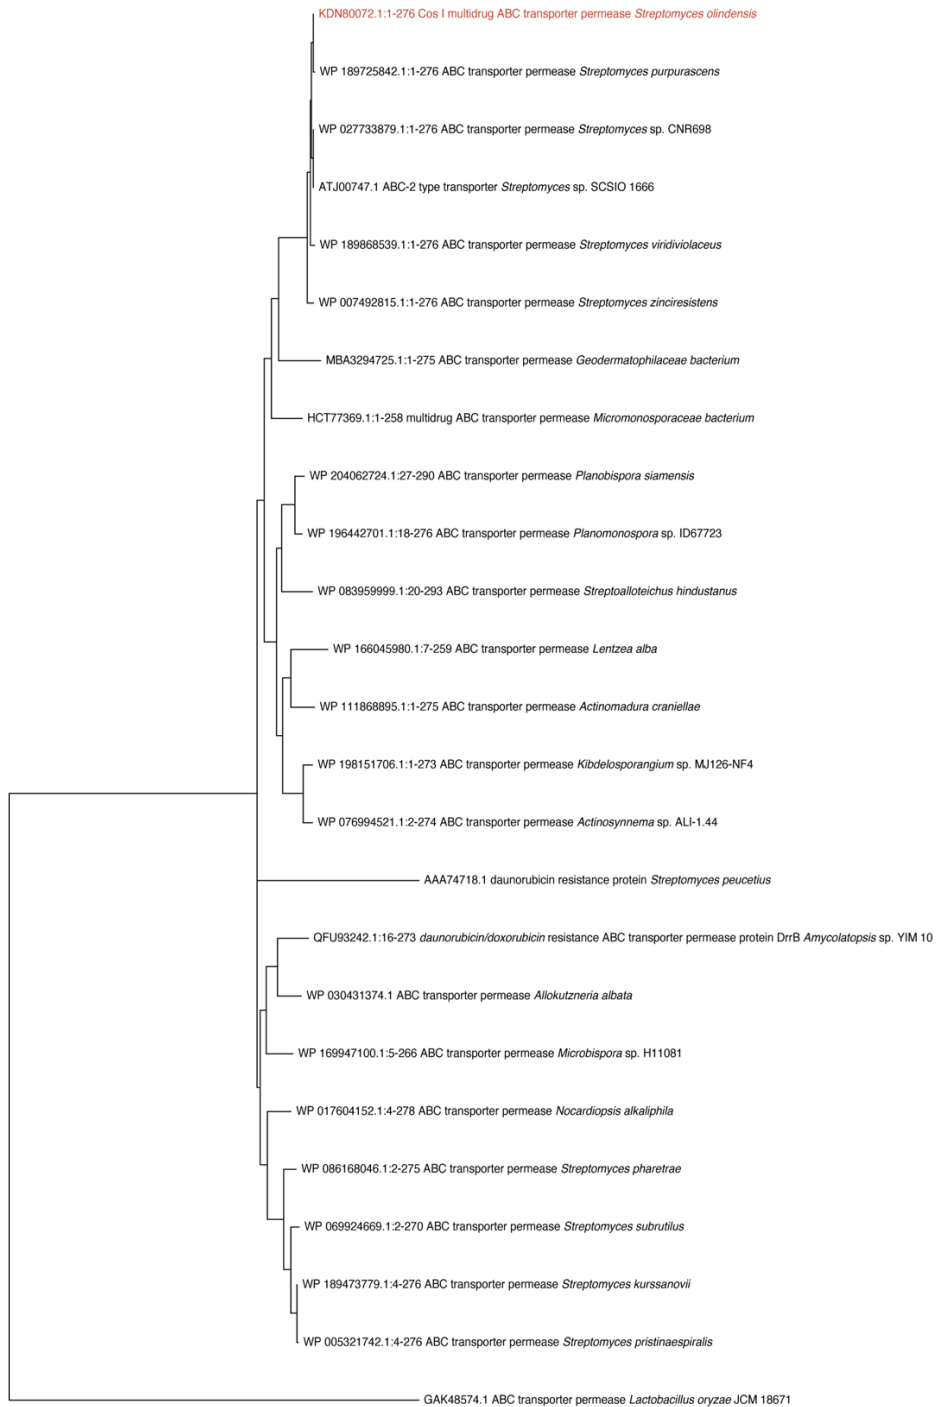 KDN80072.1:1-276 Cos I multidrug ABC transporter permease Streptomyces olindensis
WP 189725842.1:1-276 ABC transporter permease Streptomyces purpurascens
WP 027733879.1:1-276 ABC transporter permease Streptomyces sp. CNR698
ATJ00747.1 ABC-2 type transporter Streptomyces sp. SCSIO 1666
WP 189868539.1:1-276 ABC transporter permease Streptomyces viridiviolaceus
WP 007492815.1:1-276 ABC transporter permease Streptomyces zinciresistens
MBA3294725.1:1-275 ABC transporter permease Geodermatophilaceae bacterium
HCT77369.1:1-258 multidrug ABC transporter permease Micromonosporaceae bacterium
WP 204062724.1:27-290 ABC transporter permease Planobispora siamensis
WP 196442701.1:18-276 ABC transporter permease Planomonospora sp. ID67723
WP 083959999.1:20-293 ABC transporter permease Streptoalloteichus hindustanus
WP 166045980.1:7-259 ABC transporter permease Lentzea alba
WP 111868895.1:1-275 ABC transporter permease Actinomadura craniellae
WP 198151706.1:1-273 ABC transporter permease Kibdelosporangium sp. MJ126-NF4
WP 076994521.1:2-274 ABC transporter permease Actinosynnema sp. ALI-1.44
AAA74718.1 daunorubicin resistance protein Streptomyces peucetius
QFU93242.1:16-273 daunorubicin/doxorubicin resistance ABC transporter permease protein DrrB Amycolatopsis sp. YIM 10
WP 030431374.1 ABC transporter permease Allokutzneria albata
WP 169947100.1:5-266 ABC transporter permease Microbispora sp. H11081
WP 017604152.1:4-278 ABC transporter permease Nocardiopsis alkaliphila
WP 086168046.1:2-275 ABC transporter permease Streptomyces pharetrae
WP 069924669.1:2-270 ABC transporter permease Streptomyces subrutilus
WP 189473779.1:4-276 ABC transporter permease Streptomyces kurssanovii
WP 005321742.1:4-276 ABC transporter permease Streptomyces pristinaespiralis
GAK48574.1 ABC transporter permease Lactobacillus oryzae JCM 18671